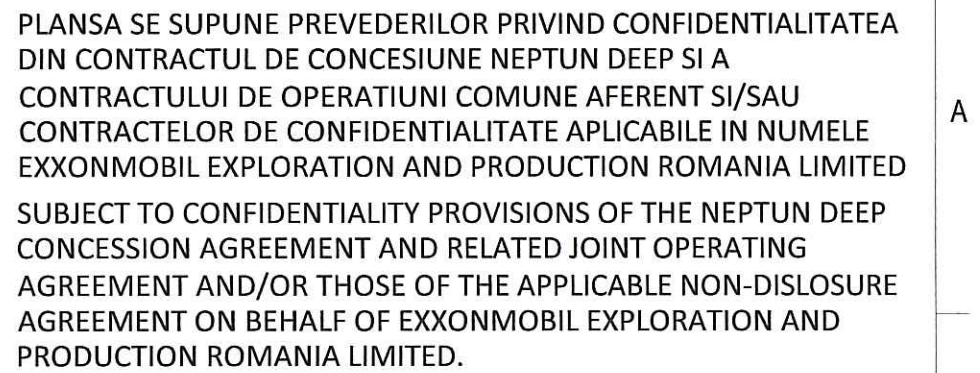 PLANSA SE SUPUNE PREVEDERILOR PRIVIND CONFIDENTIALITATEA
DIN CONTRACTUL DE CONCESIUNE NEPTUN DEEP SI A
CONTRACTULUI DE OPERATIUNI COMUNE AFERENT SI/SAU
CONTRACTELOR DE CONFIDENTIALITATE APLICABILE IN NUMELE
EXXONMOBIL EXPLORATION AND PRODUCTION ROMANIA LIMITED
SUBJECT TO CONFIDENTIALITY PROVISIONS OF THE NEPTUN DEEP
CONCESSION AGREEMENT AND RELATED JOINT OPERATING
AGREEMENT AND/OR THOSE OF THE APPLICABLE NON-DISLOSURE
AGREEMENT ON BEHALF OF EXXONMOBIL EXPLORATION AND
PRODUCTION ROMANIA LIMITED.
A